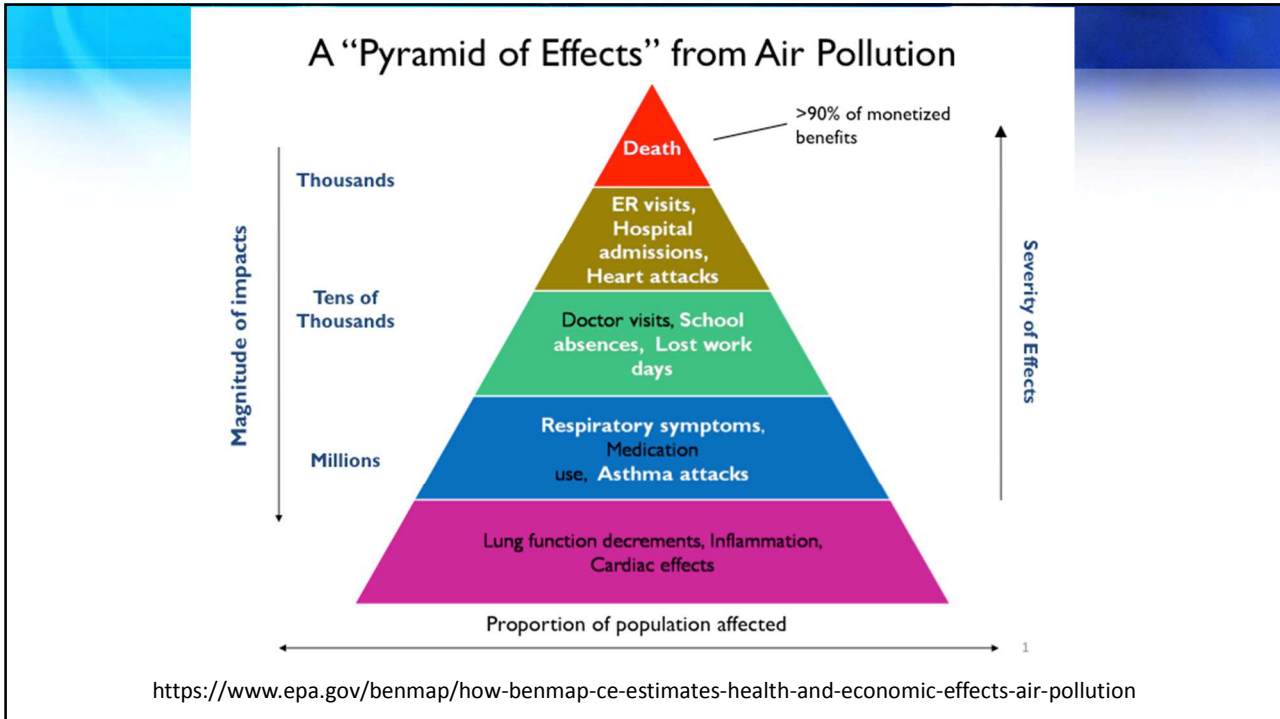 A “Pyramid of Effects” from Air Pollution
>90% of monetized
benefits
Death
Thousands
ER visits,
Hospital
admissions,
Heart attacks
Magnitude of impacts
Severity of Effects
Tens of
Thousands
Doctor visits, School
absences, Lost work
days
Respiratory symptoms,
Medication
use, Asthma attacks
Millions
Lung function decrements, Inflammation,
Cardiac effects
Proportion of population affected
1
https://www.epa.gov/benmap/how-benmap-ce-estimates-health-and-economic-effects-air-pollution